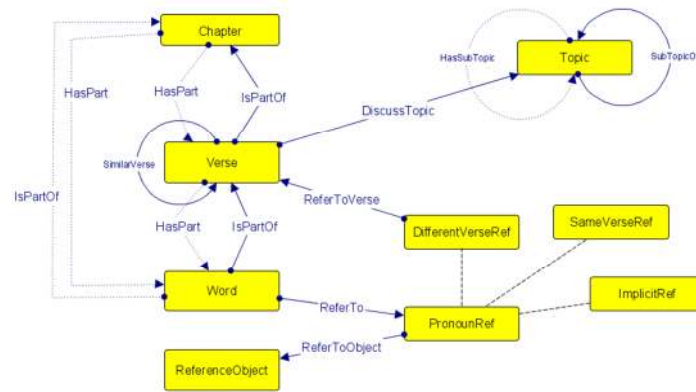 Chapter
HasSubTopic
Topic
SubTopicO
HasPart
HasPart
IsPartOf
DiscussTopic
SimilarVerse
Verse
IsPartOf
ReferToVerse
HasPart
IsPartOf
DifferentVerseRef
SameVerseRef
Word
ReferTo
ImplicitRef
PronounRef
ReferToObject
ReferenceObject